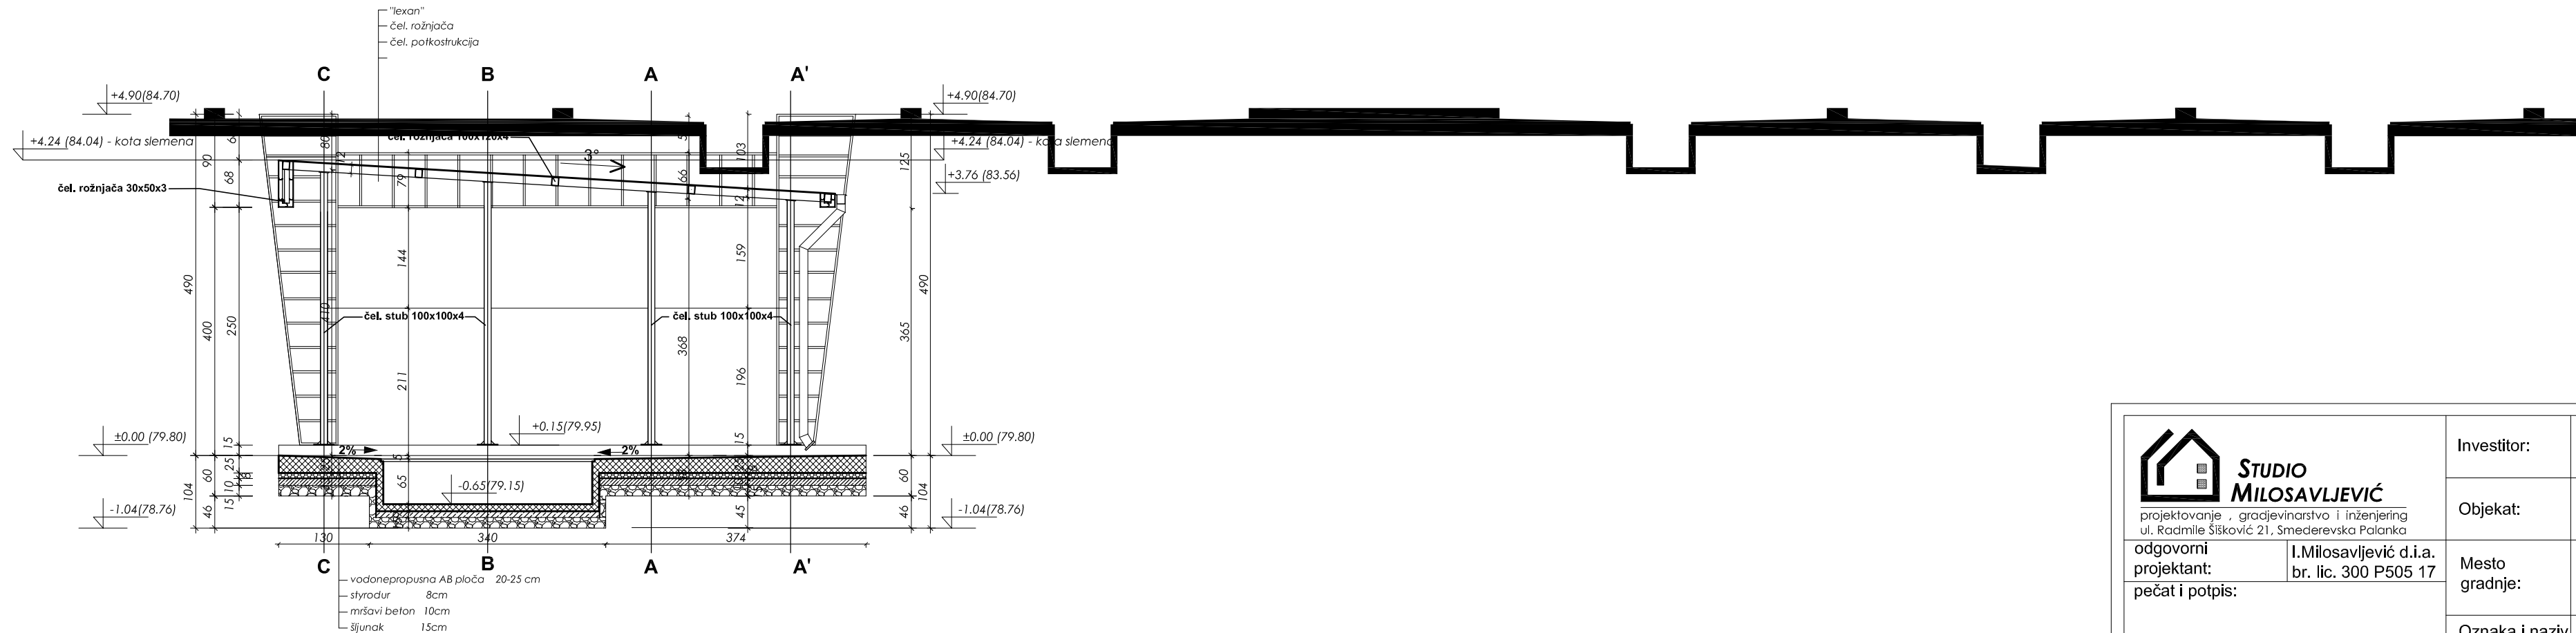 "lexan"
čel. rožnjača
čel. potkostrukcija
C
B
A
A'
+4.90(84.70)
+4.90(84.70)
čel. rožnjača 100x120x4
3°
+4.24 (84.04) - kota slemena
+4.24 (84.04) - kota slemena
+3.76 (83.56)
čel. rožnjača 30x50x3
90
68
80
12
79
66
12
103
125
490
400
250
410
144
211
368
159
196
365
490
čel. stub 100x100x4
čel. stub 100x100x4
+0.15(79.95)
±0.00 (79.80)
±0.00 (79.80)
15
15
2%
2%
104
60
46
25
10
15
5
65
-0.65(79.15)
45
60
46
104
-1.04(78.76)
-1.04(78.76)
130
340
374
C
B
A
A'
vodonepropusna AB ploča 20-25 cm
styrodur 8cm
mršavi beton 10cm
šljunak 15cm
STUDIO
MILOSAVLJEVIĆ
projektovanje , gradjevinarstvo i inženjering
ul. Radmile Šišković 21, Smederevska Palanka
odgovorni
projektant:
I.Milosavljević d.i.a.
br. lic. 300 P505 17
pečat i potpis:
Investitor:
Objekat:
Mesto
gradnje:
Oznaka i naziv